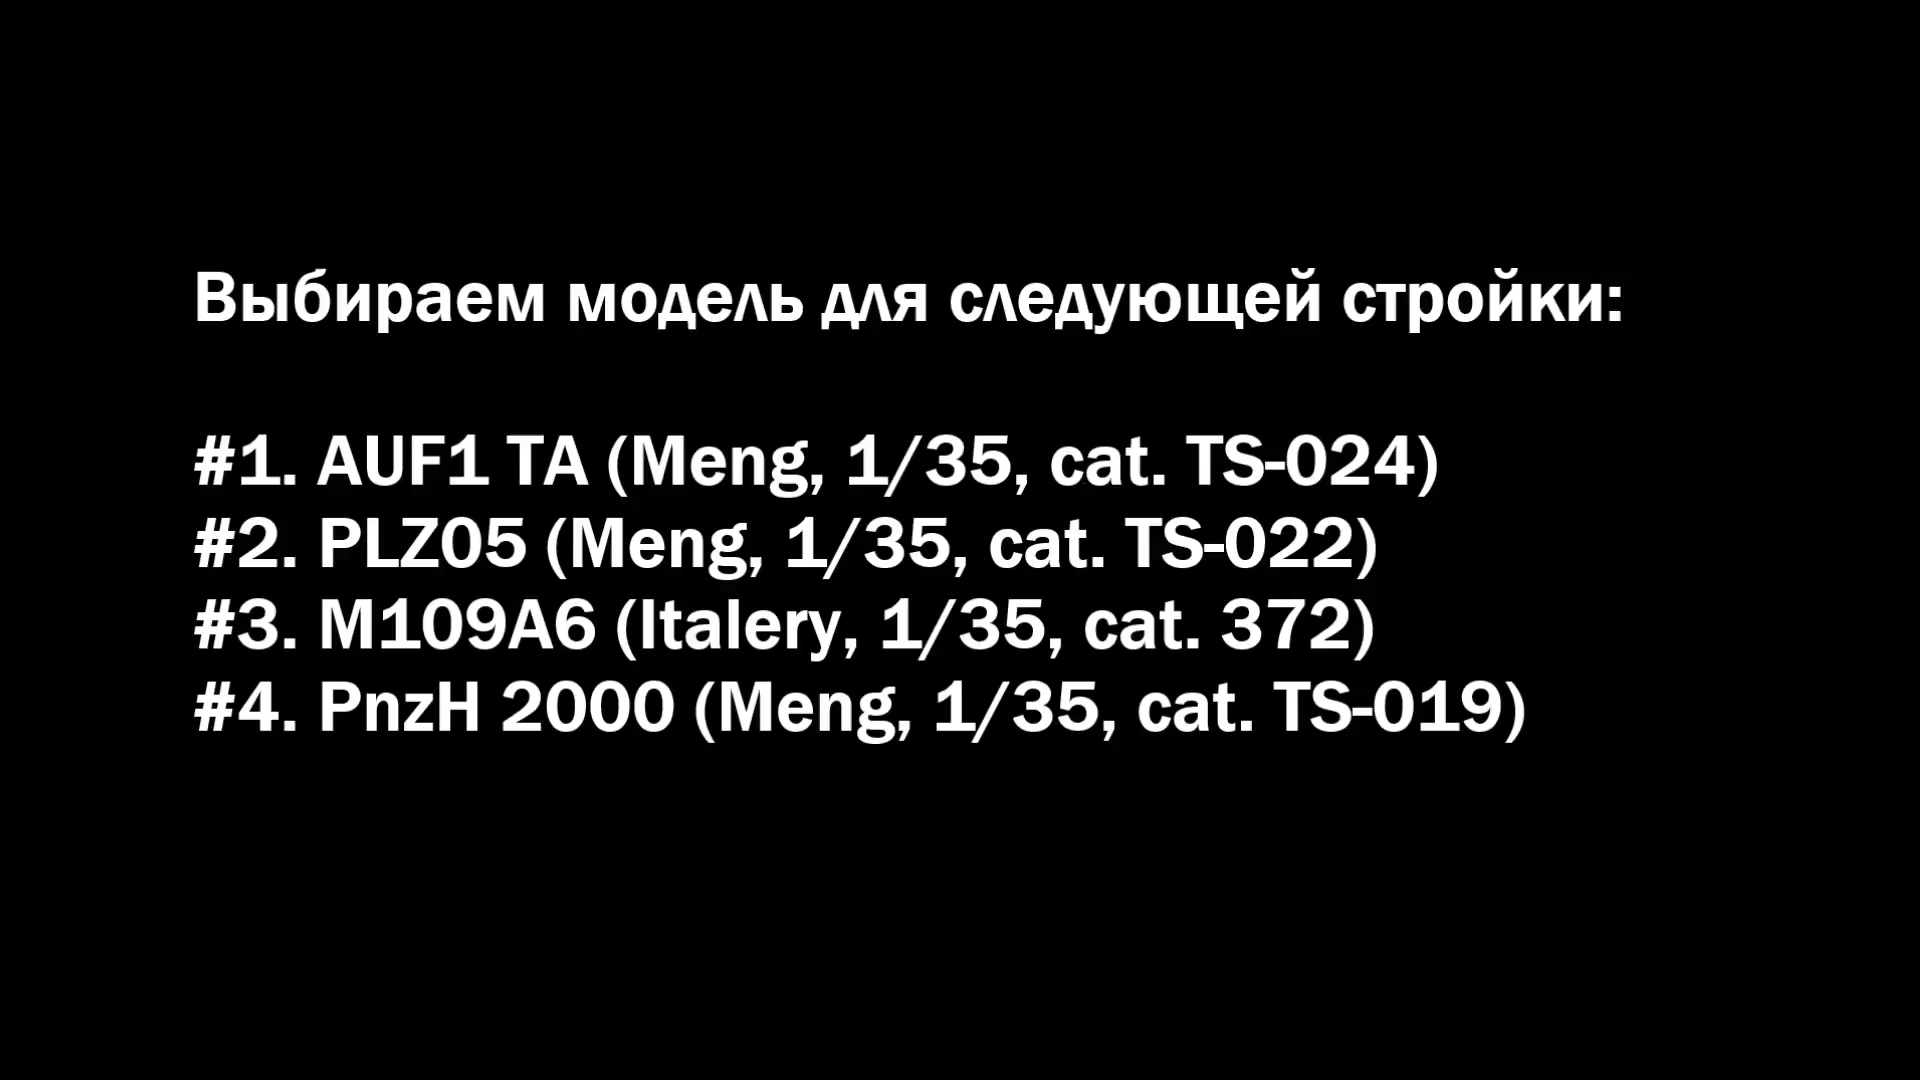 Выбираем модель для следующей стройки:
#1. AUF1 TA (Meng, 1/35, cat. TS-024)
#2. PLZ05 (Meng, 1/35, cat. TS-022)
#3. M109A6 (Italery, 1/35, cat. 372)
#4. PnzH 2000 (Meng, 1/35, cat. TS-019)